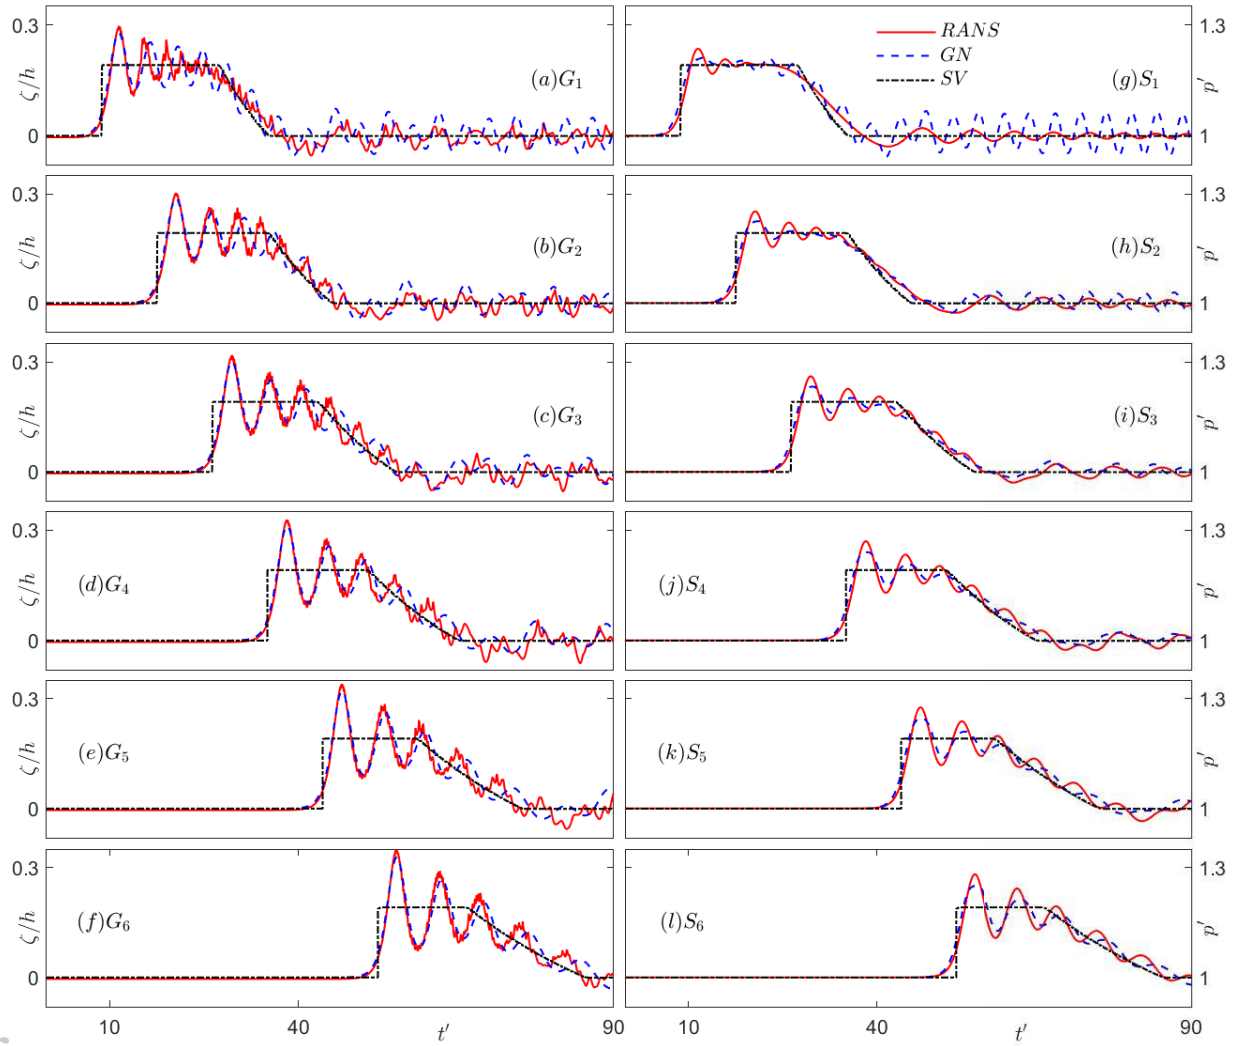 0.3
ζ/h
0
(a)G₁
RANS
GN
SV
(g)S₁
1.3
p′
1
0.3
ζ/h
0
(b)G₂
(h)S₂
1.3
p′
1
0.3
ζ/h
0
(c)G₃
(i)S₃
1.3
p′
1
0.3
ζ/h
0
(d)G₄
(j)S₄
1.3
p′
1
0.3
ζ/h
0
(e)G₅
(k)S₅
1.3
p′
1
0.3
ζ/h
0
(f)G₆
(l)S₆
1.3
p′
1
10 40 t′ 90
10 40 t′ 90